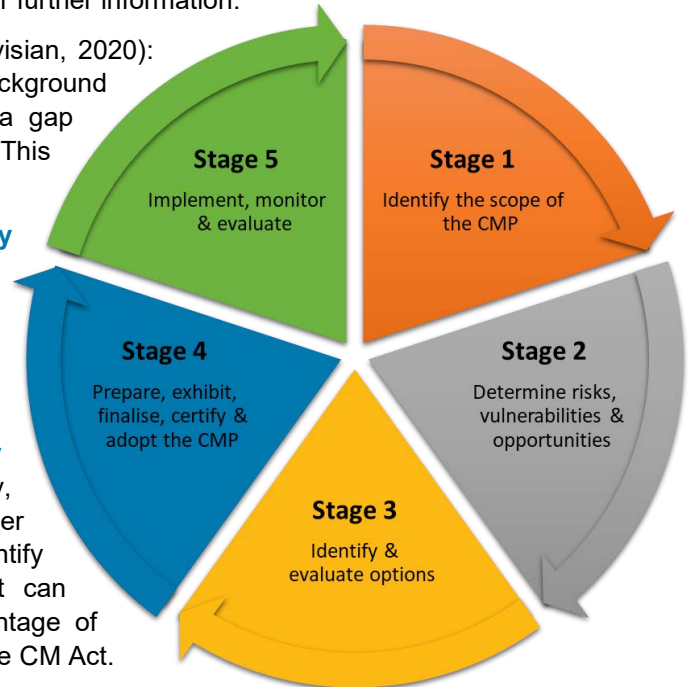 further information.
visian, 2020):
ckground
a gap
This
y
,
er
ntify
t can
ntage of
e CM Act.
Stage 1
Identify the scope of
the CMP
Stage 2
Determine risks,
vulnerabilities &
opportunities
Stage 3
Identify &
evaluate options
Stage 4
Prepare, exhibit,
finalise, certify &
adopt the CMP
Stage 5
Implement, monitor
& evaluate